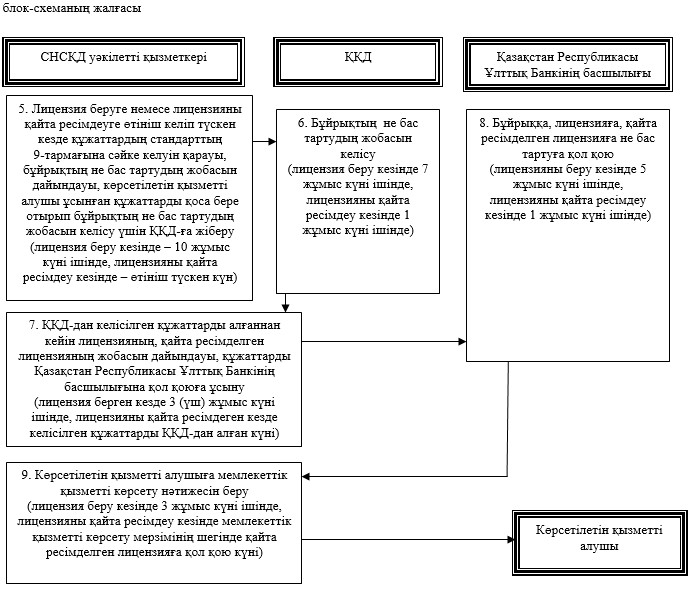 блок-схеманың жалғасы
СНСҚД уәкілетті қызметкері
ҚҚД
Қазақстан Республикасы
Ұлттық Банкінің басшылығы
5. Лицензия беруге немесе лицензияны
қайта ресімдеуге өтініш келіп түскен
кезде құжаттардың стандарттың
9-тармағына сәйке келуін қарауы,
бұйрықтың не бас тартудың жобасын
дайындауы, көрсетілетін қызметті
алушы ұсынған құжаттарды қоса бере
отырып бұйрықтың не бас тартудың
жобасын келісу үшін ҚҚД-ға жіберу
(лицензия беру кезінде – 10 жұмыс
күні ішінде, лицензияны қайта
ресімдеу кезінде – өтініш түскен күн)
6. Бұйрықтың не бас
тартудың жобасын
келісу
(лицензия беру кезінде 7
жұмыс күні ішінде,
лицензияны қайта
ресімдеу кезінде 1
жұмыс күні ішінде)
8. Бұйрыққа, лицензияға, қайта
ресімделген лицензияға не бас
тартуға қол қою
(лицензияны беру кезінде 5
жұмыс күні ішінде,
лицензияны қайта ресімдеу
кезінде 1 жұмыс күні ішінде)
7. ҚҚД-дан келісілген құжаттарды алғаннан
кейін лицензияның, қайта ресімделген
лицензияның жобасын дайындауы, құжаттарды
Қазақстан Республикасы Ұлттық Банкінің
басшылығына қол қоюға ұсыну
(лицензия берген кезде 3 (үш) жұмыс күні
ішінде, лицензияны қайта ресімдеген кезде
келісілген құжаттарды ҚҚД-дан алған күні)
9. Көрсетілетін қызметті алушыға мемлекеттік
қызметті көрсету нәтижесін беру
(лицензия беру кезінде 3 жұмыс күні ішінде,
лицензияны қайта ресімдеу кезінде мемлекеттік
қызметті көрсету мерзімінің шегінде қайта
ресімделген лицензияға қол қою күні)
Көрсетілетін қызметті
алушы